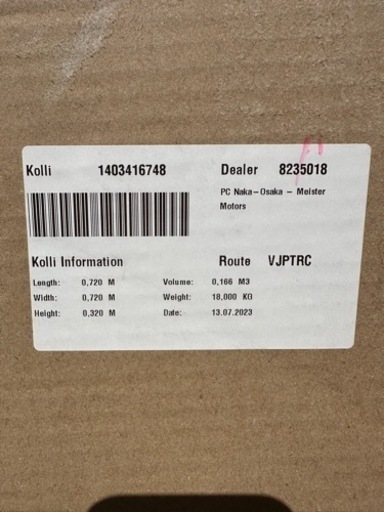 Kolli 1403416748 Dealer 8235018
PC Naka-Osaka - Meister
Motors
Kolli Information Route VJPTRC
Length: 0,720 M Volume: 0,166 M3
Width: 0,720 M Weight: 18,000 KG
Height: 0,320 M Date: 13.07.2023